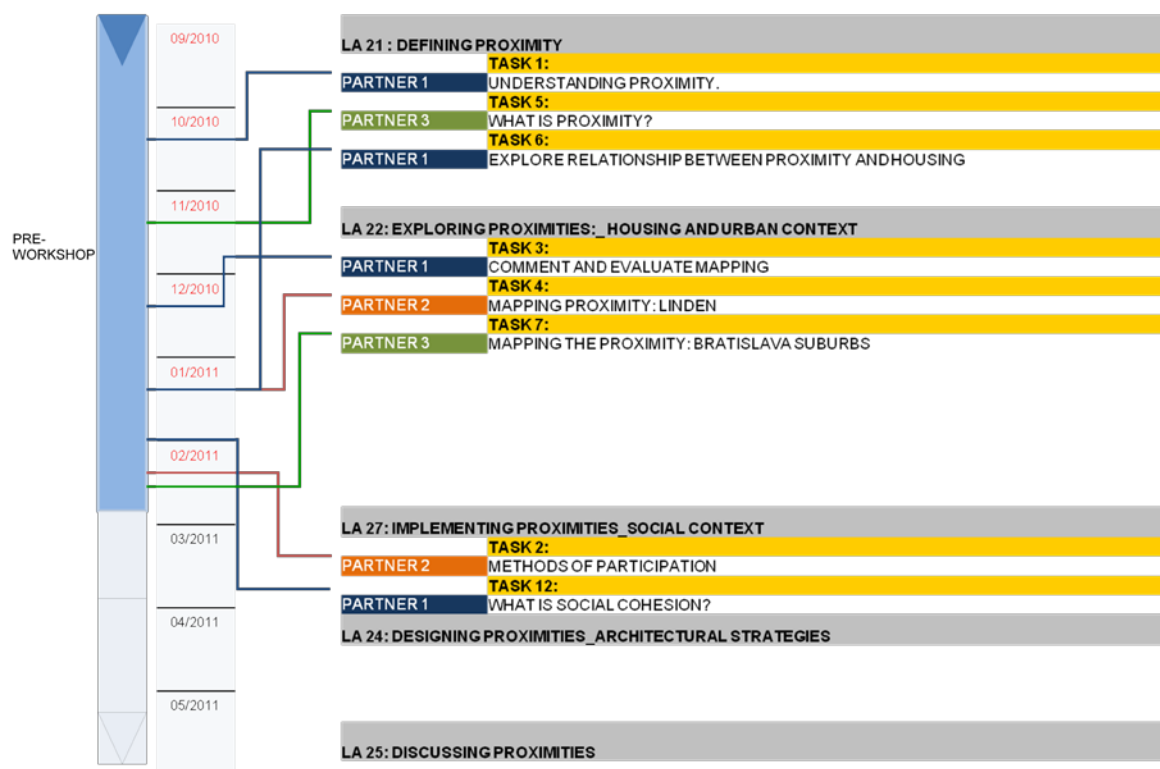 PRE-
WORKSHOP
09/2010
10/2010
11/2010
12/2010
01/2011
02/2011
03/2011
04/2011
05/2011
LA 21 : DEFINING PROXIMITY
TASK 1:
PARTNER 1 UNDERSTANDING PROXIMITY.
TASK 5:
PARTNER 3 WHAT IS PROXIMITY?
TASK 6:
PARTNER 1 EXPLORE RELATIONSHIP BETWEEN PROXIMITY AND HOUSING
LA 22: EXPLORING PROXIMITIES:_HOUSING AND URBAN CONTEXT
TASK 3:
PARTNER 1 COMMENT AND EVALUATE MAPPING
TASK 4:
PARTNER 2 MAPPING PROXIMITY: LINDEN
TASK 7:
PARTNER 3 MAPPING THE PROXIMITY: BRATISLAVA SUBURBS
LA 27: IMPLEMENTING PROXIMITIES_SOCIAL CONTEXT
TASK 2:
PARTNER 2 METHODS OF PARTICIPATION
TASK 12:
PARTNER 1 WHAT IS SOCIAL COHESION?
LA 24: DESIGNING PROXIMITIES_ARCHITECTURAL STRATEGIES
LA 25: DISCUSSING PROXIMITIES